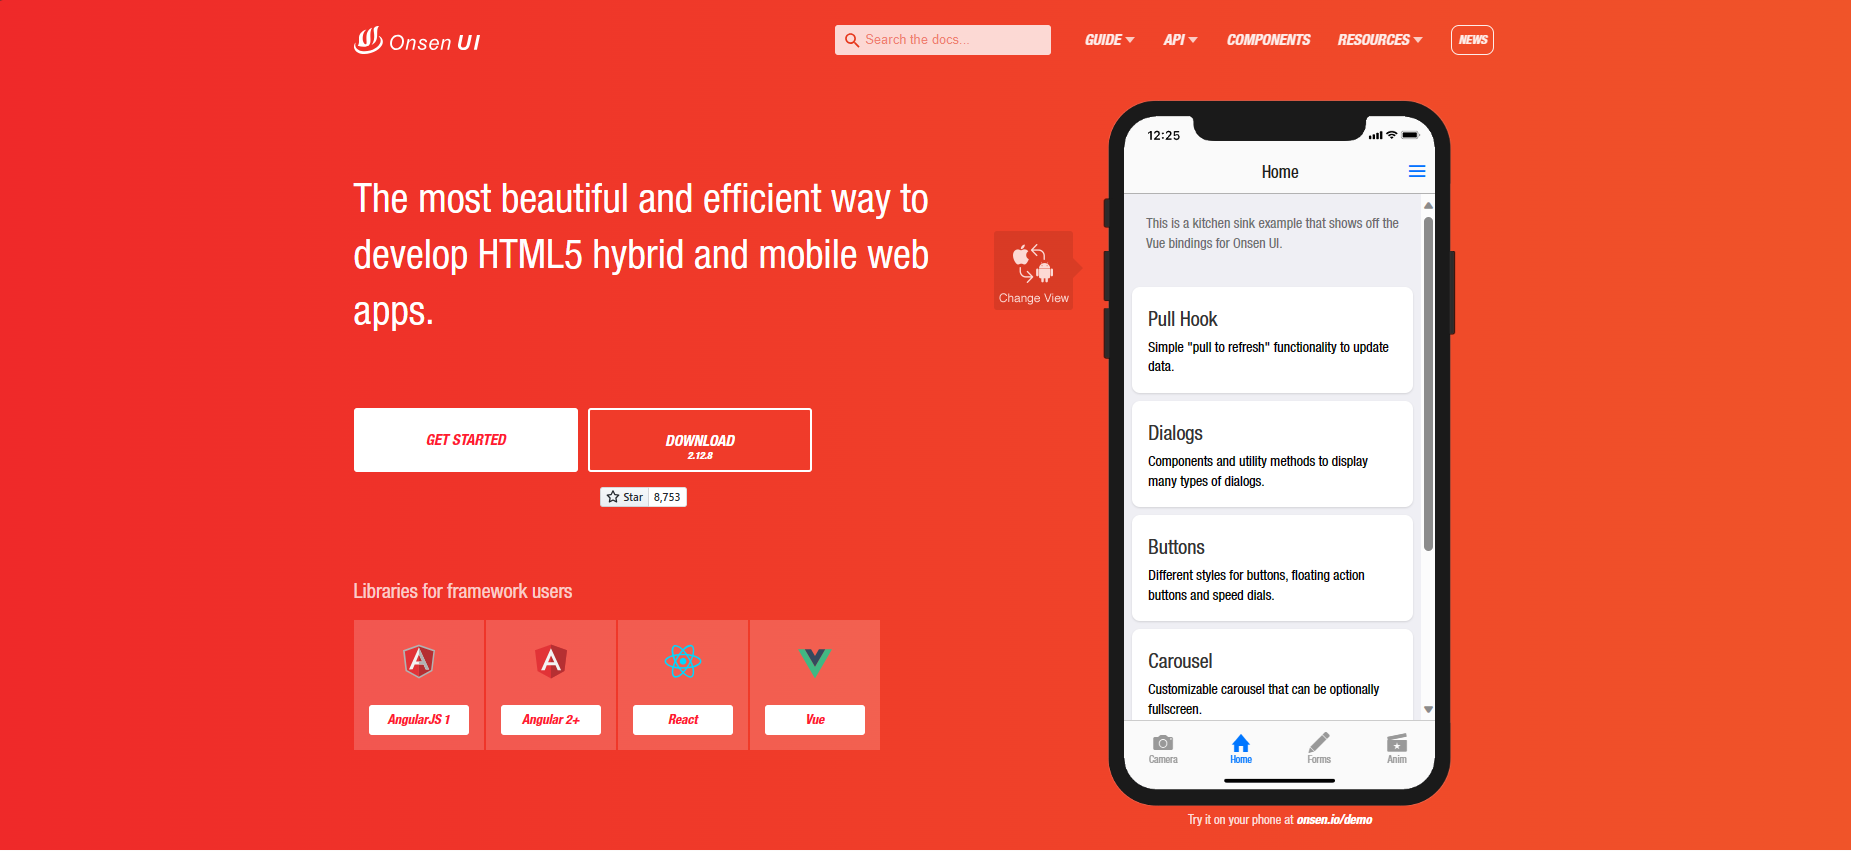 Onsen UI
Search the docs...
GUIDE
API
COMPONENTS
RESOURCES
NEWS
The most beautiful and efficient way to
develop HTML5 hybrid and mobile web
apps.
GET STARTED
DOWNLOAD
2.12.8
Star 8,753
Libraries for framework users
AngularJS 1
Angular 2+
React
Vue
Change View
12:25
Home
This is a kitchen sink example that shows off the
Vue bindings for Onsen UI.
Pull Hook
Simple "pull to refresh" functionality to update
data.
Dialogs
Components and utility methods to display
many types of dialogs.
Buttons
Different styles for buttons, floating action
buttons and speed dials.
Carousel
Customizable carousel that can be optionally
fullscreen.
Camera
Home
Forms
Anim
Try it on your phone at onsen.io/demo